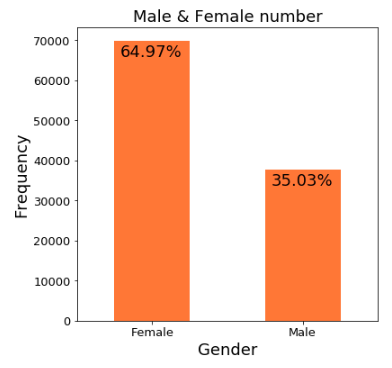 Male & Female number
70000
60000
50000
40000
30000
20000
10000
0
Frequency
64.97%
35.03%
Female
Male
Gender